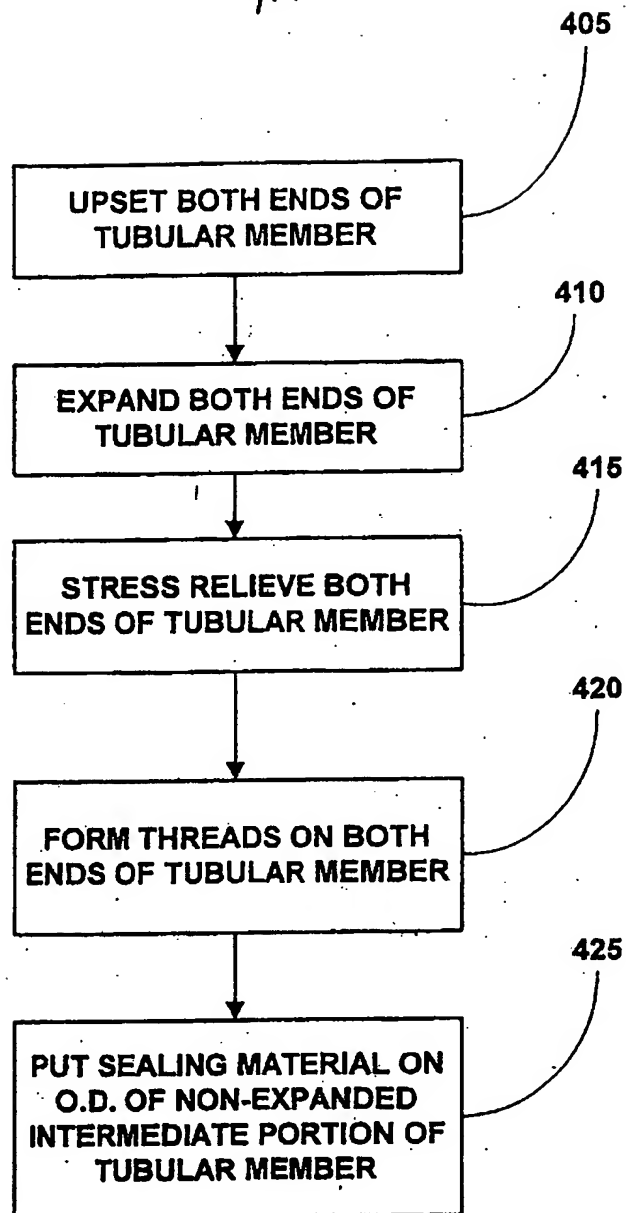 405
UPSET BOTH ENDS OF
TUBULAR MEMBER
410
EXPAND BOTH ENDS OF
TUBULAR MEMBER
415
STRESS RELIEVE BOTH
ENDS OF TUBULAR MEMBER
420
FORM THREADS ON BOTH
ENDS OF TUBULAR MEMBER
425
PUT SEALING MATERIAL ON
O.D. OF NON-EXPANDED
INTERMEDIATE PORTION OF
TUBULAR MEMBER